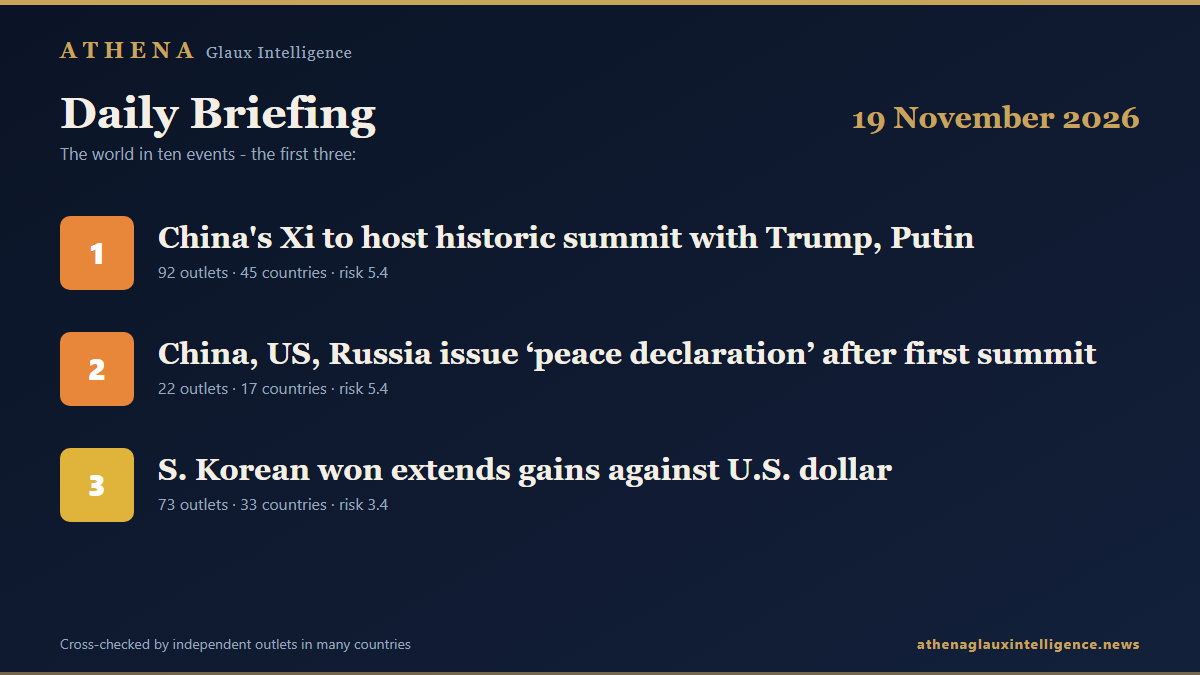 ATHENA Glaux Intelligence
Daily Briefing
19 November 2026
The world in ten events - the first three:
1
China's Xi to host historic summit with Trump, Putin
92 outlets · 45 countries · risk 5.4
2
China, US, Russia issue ‘peace declaration’ after first summit
22 outlets · 17 countries · risk 5.4
3
S. Korean won extends gains against U.S. dollar
73 outlets · 33 countries · risk 3.4
Cross-checked by independent outlets in many countries
athenaglauxintelligence.news